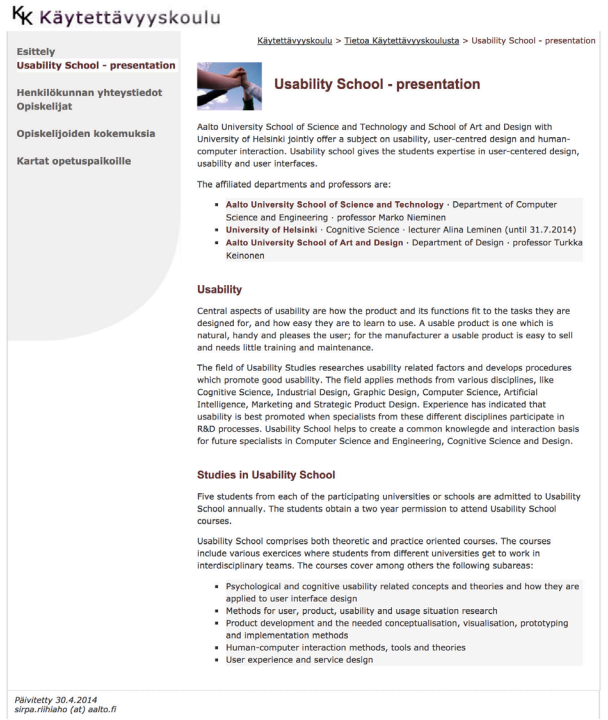 KK Käytettävyyskoulu
Käytettävyyskoulu > Tietoa Käytettävyyskoulusta > Usability School - presentation
Esittely
Usability School - presentation
Henkilökunnan yhteystiedot
Opiskelijat
Opiskelijoiden kokemuksia
Kartat opetuspaikoille
Usability School - presentation
Aalto University School of Science and Technology and School of Art and Design with
University of Helsinki jointly offer a subject on usability, user-centred design and human-
computer interaction. Usability school gives the students expertise in user-centered design,
usability and user interfaces.
The affiliated departments and professors are:
▪ Aalto University School of Science and Technology · Department of Computer
Science and Engineering · professor Marko Nieminen
▪ University of Helsinki · Cognitive Science · lecturer Alina Leminen (until 31.7.2014)
▪ Aalto University School of Art and Design · Department of Design · professor Turkka
Keinonen
Usability
Central aspects of usability are how the product and its functions fit to the tasks they are
designed for, and how easy they are to learn to use. A usable product is one which is
natural, handy and pleases the user; for the manufacturer a usable product is easy to sell
and needs little training and maintenance.
The field of Usability Studies researches usability related factors and develops procedures
which promote good usability. The field applies methods from various disciplines, like
Cognitive Science, Industrial Design, Graphic Design, Computer Science, Artificial
Intelligence, Marketing and Strategic Product Design. Experience has indicated that
usability is best promoted when specialists from these different disciplines participate in
R&D processes. Usability School helps to create a common knowlegde and interaction basis
for future specialists in Computer Science and Engineering, Cognitive Science and Design.
Studies in Usability School
Five students from each of the participating universities or schools are admitted to Usability
School annually. The students obtain a two year permission to attend Usability School
courses.
Usability School comprises both theoretic and practice oriented courses. The courses
include various exercices where students from different universities get to work in
interdisciplinary teams. The courses cover among others the following subareas:
▪ Psychological and cognitive usability related concepts and theories and how they are
applied to user interface design
▪ Methods for user, product, usability and usage situation research
▪ Product development and the needed conceptualisation, visualisation, prototyping
and implementation methods
▪ Human-computer interaction methods, tools and theories
▪ User experience and service design
Päivitetty 30.4.2014
sirpa.riihiaho (at) aalto.fi